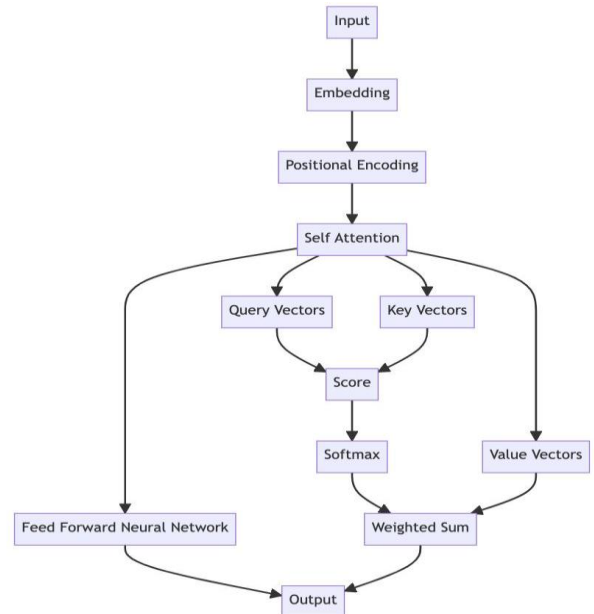 Input
Embedding
Positional Encoding
Self Attention
Query Vectors
Key Vectors
Score
Softmax
Value Vectors
Feed Forward Neural Network
Weighted Sum
Output